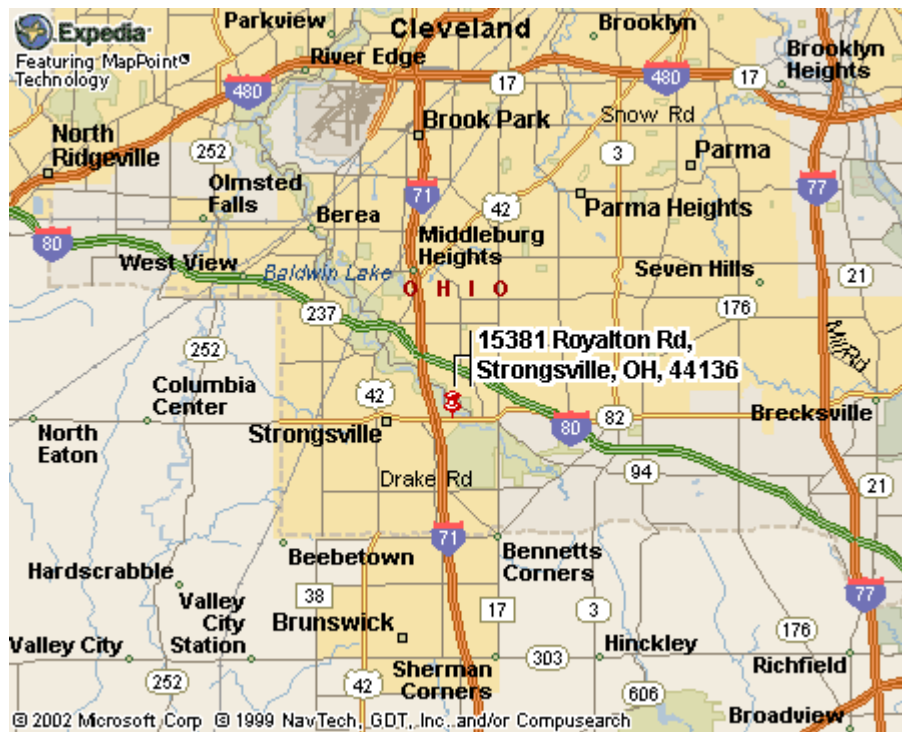 Expedia
Featuring MapPoint®
Technology
Parkview
Cleveland
Brooklyn
River Edge
Brooklyn
Heights
480
17
480
17
North
Ridgeville
Brook Park
Snow Rd
252
3
Parma
Olmsted
Falls
71
42
Parma Heights
77
Berea
80
Middleburg
Heights
West View
Baldwin Lake
Seven Hills
21
OHIO
176
237
Mill Rd
15381 Royalton Rd,
Strongsville, OH, 44136
252
Columbia
Center
42
Strongsville
80
82
Brecksville
North
Eaton
Drake Rd
94
21
71
Beebetown
Bennetts
Corners
Hardscrabble
77
Valley
City
Station
38
17
3
Brunswick
176
Valley City
Hinckley
303
Richfield
Sherman
Corners
252
42
606
Broadview
© 2002 Microsoft Corp © 1999 NavTech, GDT, Inc. and/or Compusearch